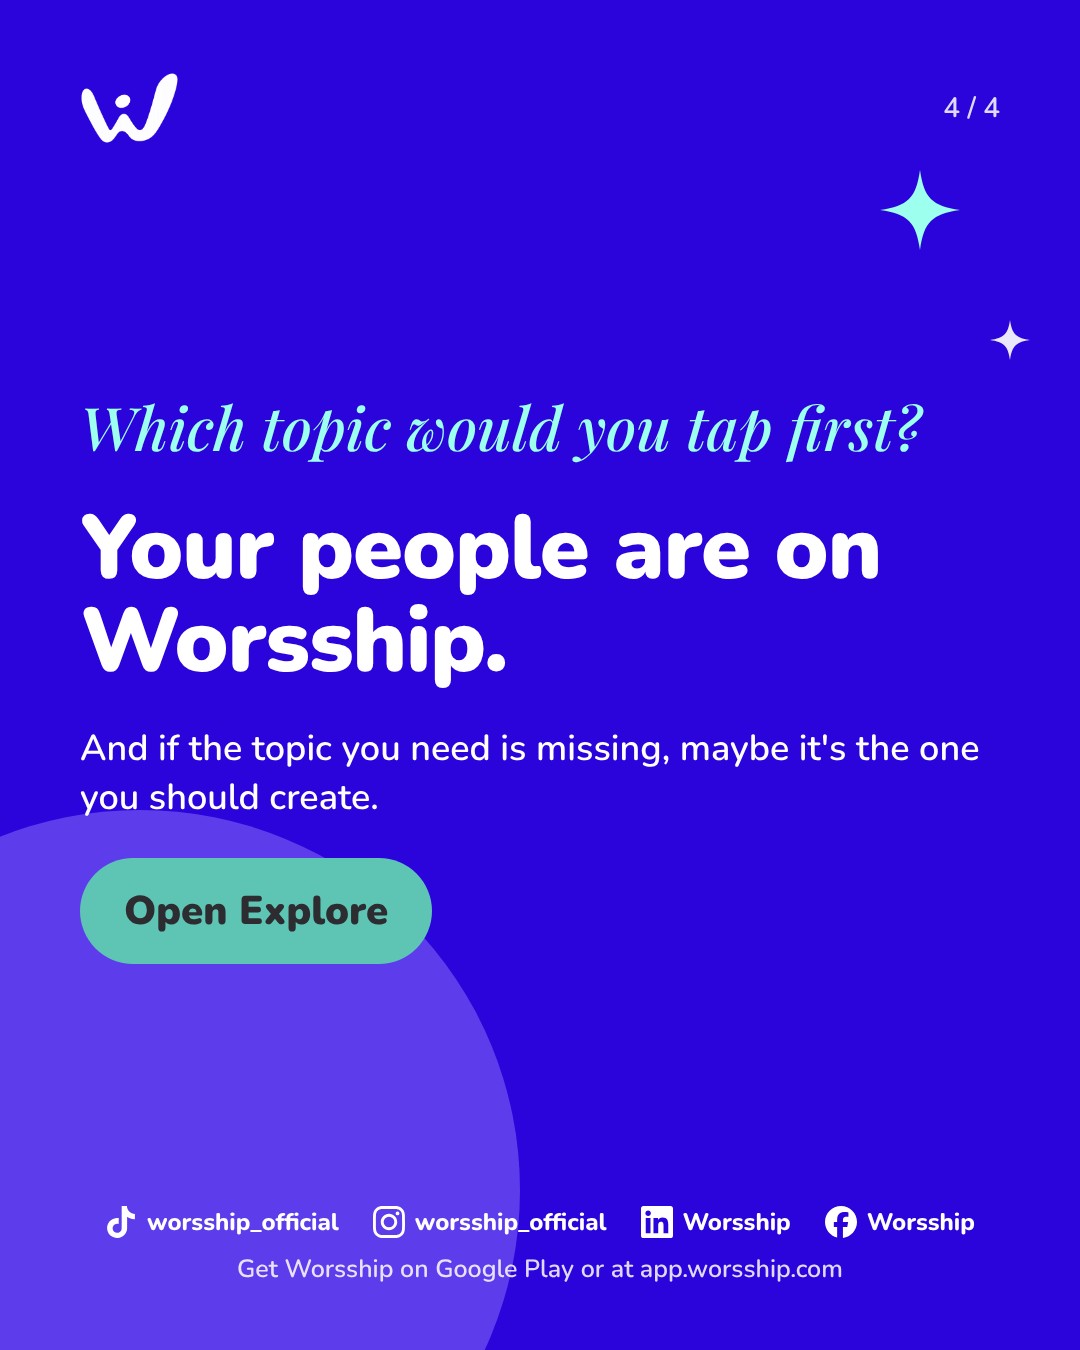 4 / 4
Which topic would you tap first?
Your people are on
Worsship.
And if the topic you need is missing, maybe it's the one
you should create.
Open Explore
worsship_official worsship_official Worsship Worsship
Get Worsship on Google Play or at app.worsship.com